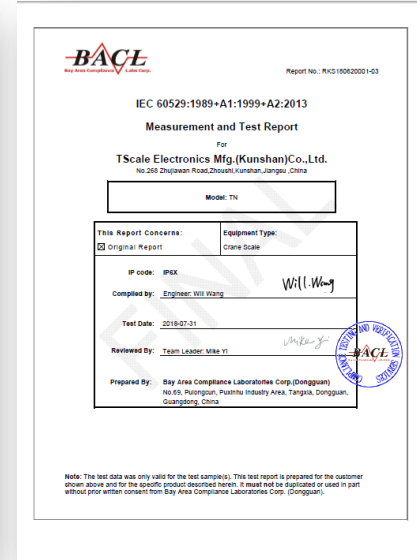 BACL
Bay Area Compliance Labs Corp.
Report No.: RKS180620001-03
IEC 60529:1989+A1:1999+A2:2013
Measurement and Test Report
For
TScale Electronics Mfg.(Kunshan)Co.,Ltd.
No.268 Zhujiawan Road,Zhoushi,Kunshan,Jiangsu ,China
Model: TN
This Report Concerns:
☒ Original Report
Equipment Type:
Crane Scale
IP code: IP6X
Will.Wang
Complied by: Engineer: Will Wang
Test Date: 2018-07-31
Mike Yi
Reviewed By: Team Leader: Mike Yi
BACL
Prepared By: Bay Area Compliance Laboratories Corp.(Dongguan)
No.69, Pulongcun, Puxinhu Industry Area, Tangxia, Dongguan,
Guangdong, China
FINAL
Note: The test data was only valid for the test sample(s). This test report is prepared for the customer
shown above and for the specific product described herein. It must not be duplicated or used in part
without prior written consent from Bay Area Compliance Laboratories Corp. (Dongguan).